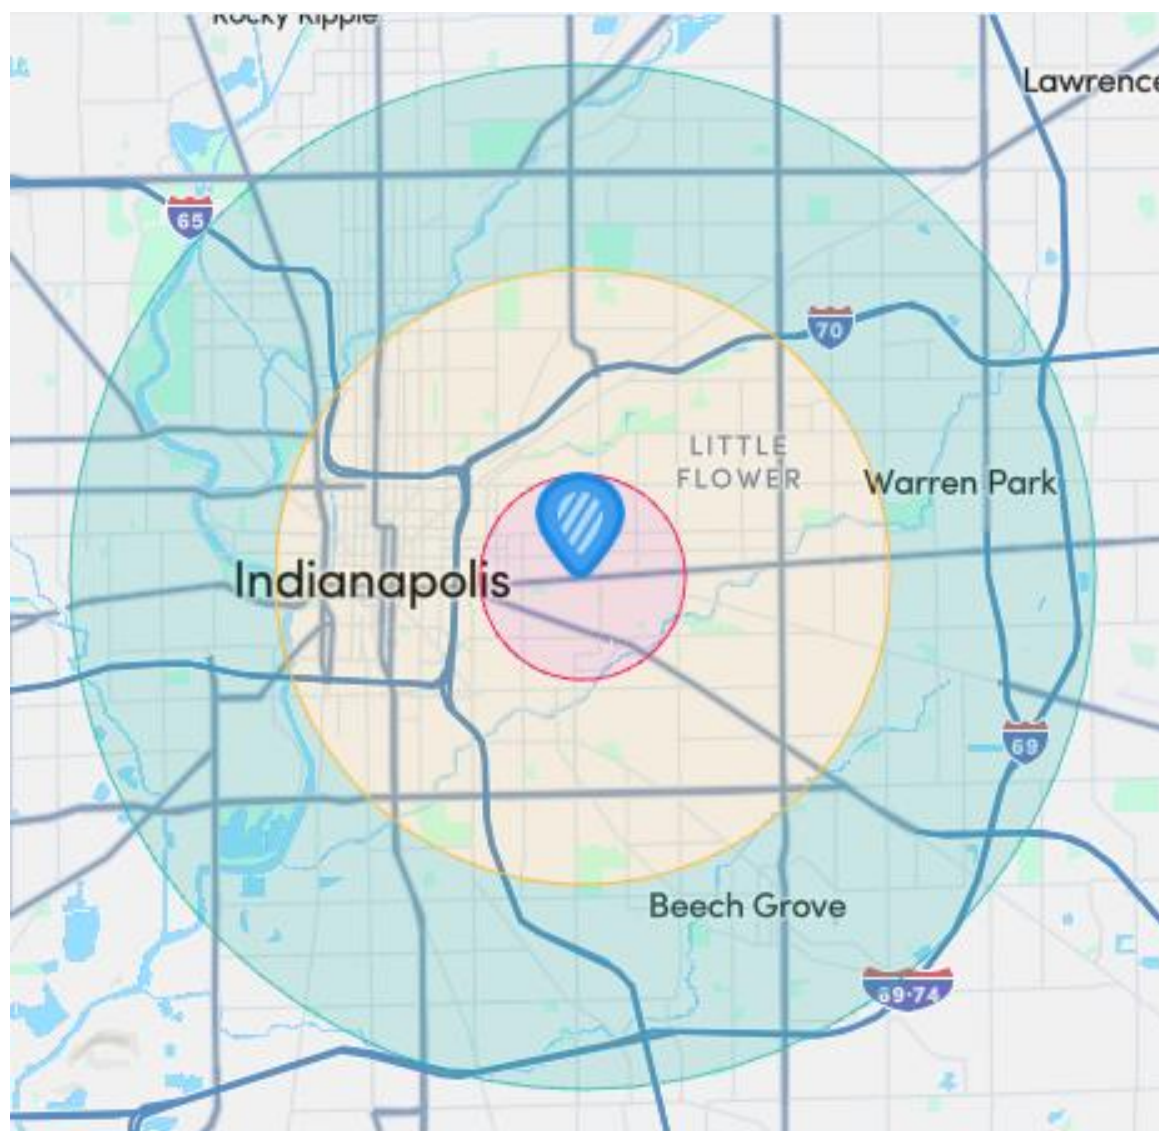 Rocky Ripple
Lawrence
65
70
LITTLE
FLOWER
Warren Park
Indianapolis
69
Beech Grove
69·74